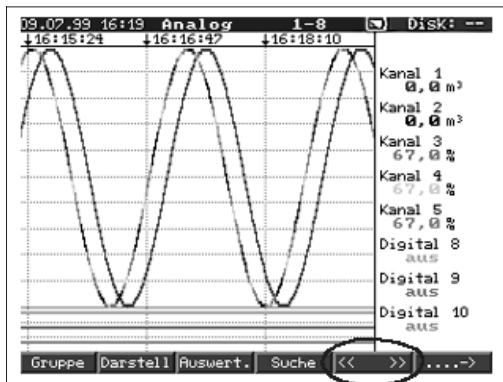 09.07.99 16:19 Analog 1-8 Disk: --
16:15:24 16:16:47 16:18:10
Kanal 1
0,0 m³
Kanal 2
0,0 m³
Kanal 3
67,0 %
Kanal 4
67,0 %
Kanal 5
67,0 %
Digital 8
aus
Digital 9
aus
Digital 10
aus
Gruppe Darstell Auswert. Suche << >> ....->